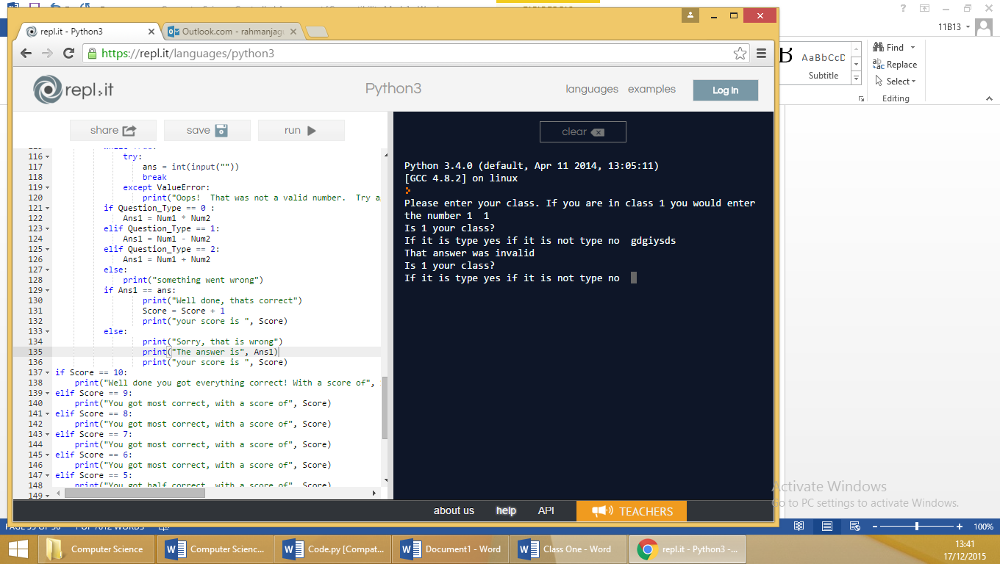 11B13
repl.it - Python3
Outlook.com - rahmanjagu
https://repl.it/languages/python3
Find
AaBbCcD
Replace
Subtitle
Select
Editing
repl.it
Python3
languages examples Log In
share save run
clear
116 try:
117 ans = int(input(""))
118 break
119 except ValueError:
120 print("Oops! That was not a valid number. Try a
121 if Question_Type == 0 :
122 Ans1 = Num1 * Num2
123 elif Question_Type == 1:
124 Ans1 = Num1 - Num2
125 elif Question_Type == 2:
126 Ans1 = Num1 + Num2
127 else:
128 print("something went wrong")
129 if Ans1 == ans:
130 print("Well done, thats correct")
131 Score = Score + 1
132 print("your score is ", Score)
133 else:
134 print("Sorry, that is wrong")
135 print("The answer is", Ans1)
136 print("your score is ", Score)
137 if Score == 10:
138 print("Well done you got everything correct! With a score of",
139 elif Score == 9:
140 print("You got most correct, with a score of", Score)
141 elif Score == 8:
142 print("You got most correct, with a score of", Score)
143 elif Score == 7:
144 print("You got most correct, with a score of", Score)
145 elif Score == 6:
146 print("You got most correct, with a score of", Score)
147 elif Score == 5:
148 print("You got half correct, with a score of", Score)
149
Python 3.4.0 (default, Apr 11 2014, 13:05:11)
[GCC 4.8.2] on linux
Please enter your class. If you are in class 1 you would enter
the number 1  1
Is 1 your class?
If it is type yes if it is not type no  gdgiysds
That answer was invalid
Is 1 your class?
If it is type yes if it is not type no
Activate Windows
Go to PC settings to activate Windows.
about us help API TEACHERS
100%
Computer Science
Computer Scienc...
Code.py [Compat...
Document1 - Word
Class One - Word
repl.it - Python3 -...
13:41
17/12/2015